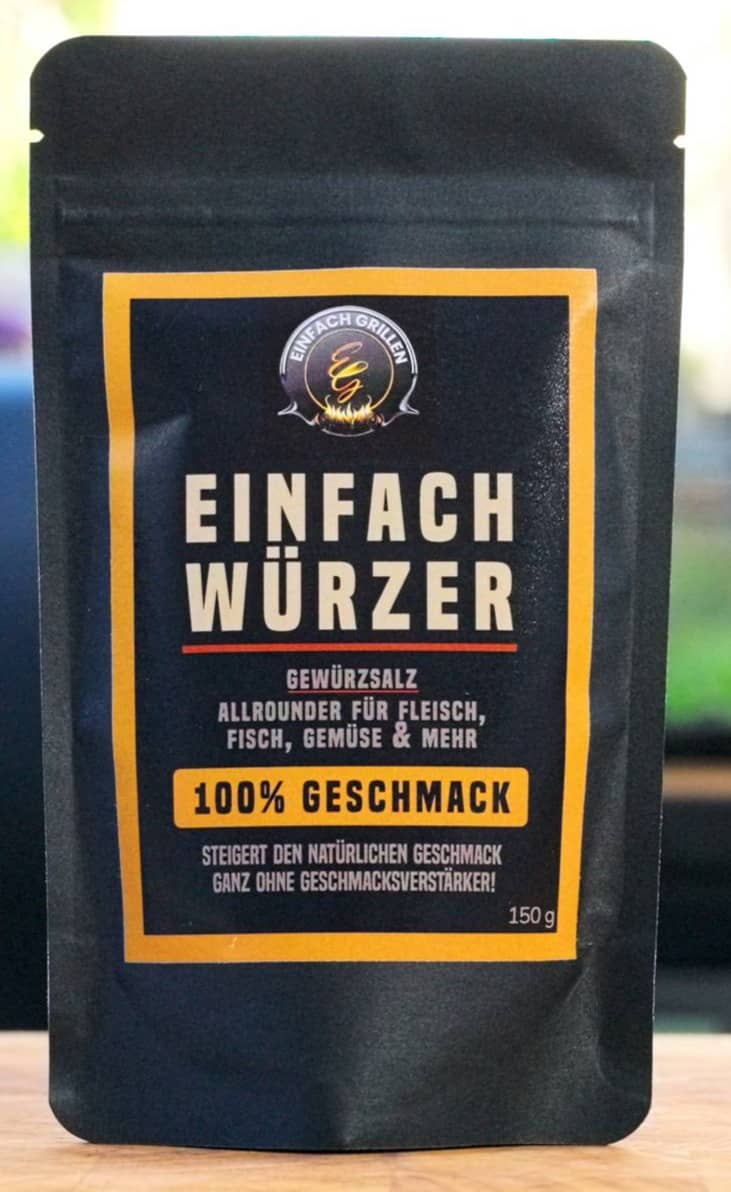 EINFACH GRILLEN
EG
EINFACH
WÜRZER
GEWÜRZSALZ
ALLROUNDER FÜR FLEISCH,
FISCH, GEMÜSE & MEHR
100% GESCHMACK
STEIGERT DEN NATÜRLICHEN GESCHMACK
GANZ OHNE GESCHMACKSVERSTÄRKER!
150 g